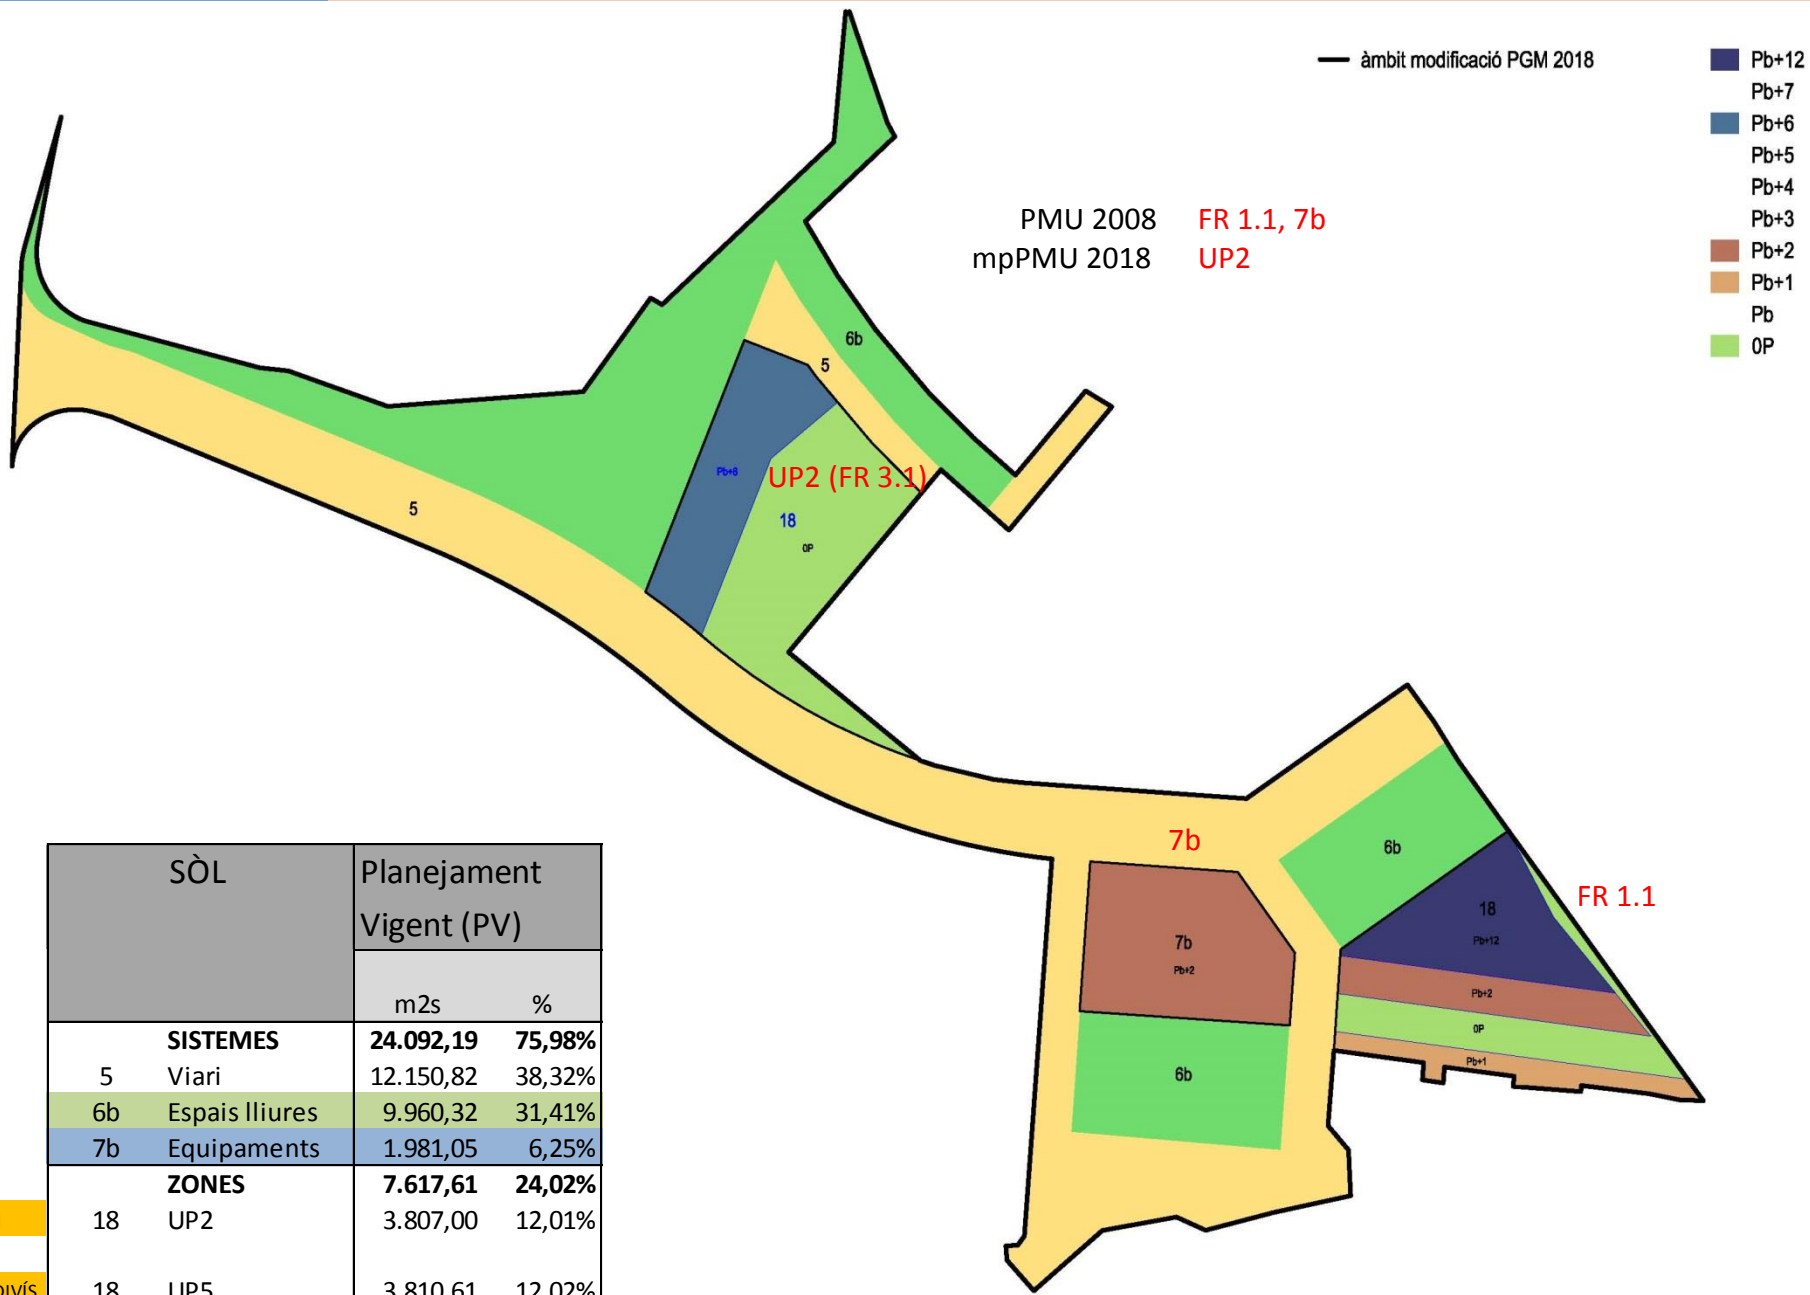 àmbit modificació PGM 2018
Pb+12
Pb+7
Pb+6
Pb+5
Pb+4
Pb+3
Pb+2
Pb+1
Pb
0P
PMU 2008 FR 1.1, 7b
mpPMU 2018 UP2
6b
5
Pb+6
UP2 (FR 3.1)
18
0P
5
7b
6b
18
Pb+12
FR 1.1
7b
Pb+2
Pb+2
0P
Pb+1
6b
SÒL Planejament
Vigent (PV)
m2s %
SISTEMES 24.092,19 75,98%
5 Viari 12.150,82 38,32%
6b Espais lliures 9.960,32 31,41%
7b Equipaments 1.981,05 6,25%
ZONES 7.617,61 24,02%
18 UP2 3.807,00 12,01%
18 UP5 3.810,61 12,02%